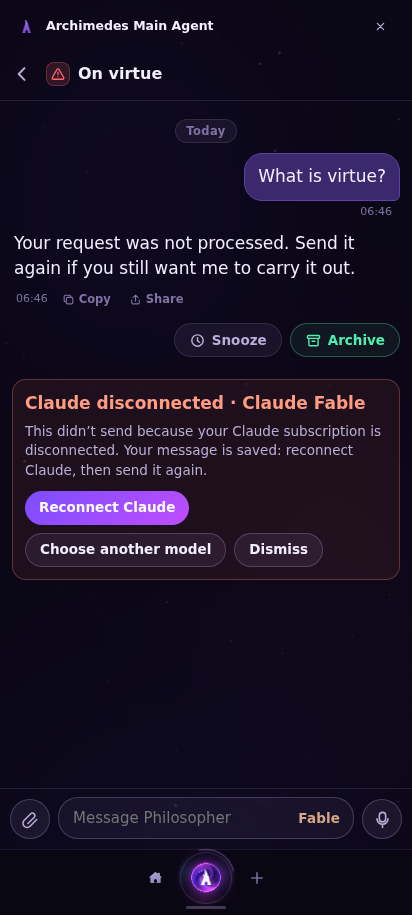 Archimedes Main Agent
On virtue
Today
What is virtue?
06:46
Your request was not processed. Send it
again if you still want me to carry it out.
06:46 Copy Share
Snooze Archive
Claude disconnected · Claude Fable
This didn’t send because your Claude subscription is
disconnected. Your message is saved: reconnect
Claude, then send it again.
Reconnect Claude
Choose another model Dismiss
Message Philosopher Fable